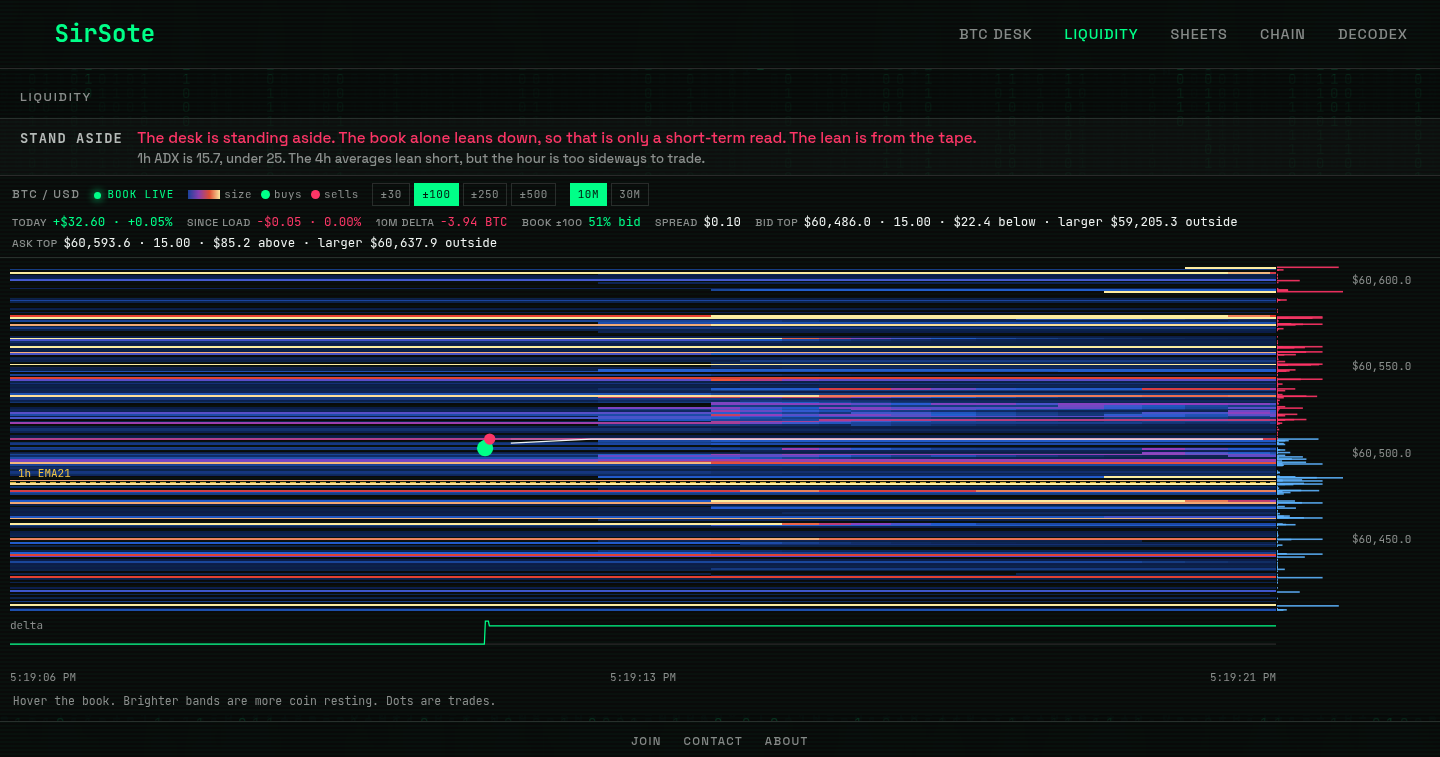 SirSote
BTC DESK LIQUIDITY SHEETS CHAIN DECODEX
LIQUIDITY
STAND ASIDE The desk is standing aside. The book alone leans down, so that is only a short-term read. The lean is from the tape.
1h ADX is 15.7, under 25. The 4h averages lean short, but the hour is too sideways to trade.
BTC / USD BOOK LIVE size buys sells ±30 ±100 ±250 ±500 10M 30M
TODAY +$32.60 · +0.05% SINCE LOAD -$0.05 · 0.00% 10M DELTA -3.94 BTC BOOK ±100 51% bid SPREAD $0.10 BID TOP $60,486.0 · 15.00 · $22.4 below · larger $59,205.3 outside
ASK TOP $60,593.6 · 15.00 · $85.2 above · larger $60,637.9 outside
$60,600.0
$60,550.0
$60,500.0
1h EMA21
$60,450.0
delta
5:19:06 PM 5:19:13 PM 5:19:21 PM
Hover the book. Brighter bands are more coin resting. Dots are trades.
JOIN CONTACT ABOUT